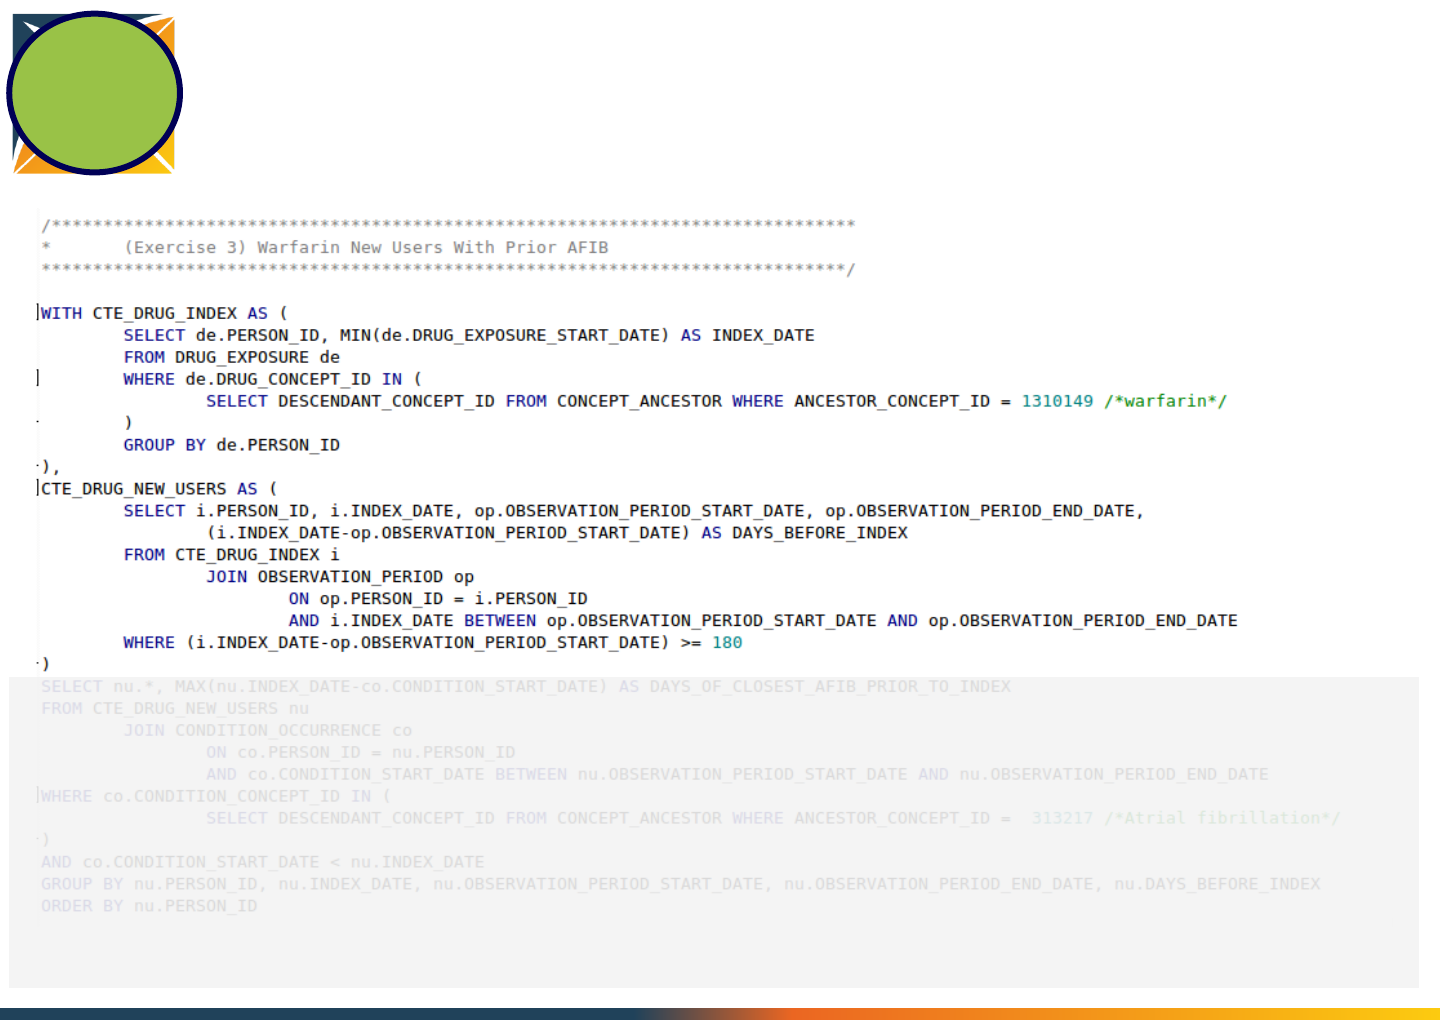 /******************************************************************************
*       (Exercise 3) Warfarin New Users With Prior AFIB
******************************************************************************/
WITH CTE_DRUG_INDEX AS (
        SELECT de.PERSON_ID, MIN(de.DRUG_EXPOSURE_START_DATE) AS INDEX_DATE
        FROM DRUG_EXPOSURE de
        WHERE de.DRUG_CONCEPT_ID IN (
                SELECT DESCENDANT_CONCEPT_ID FROM CONCEPT_ANCESTOR WHERE ANCESTOR_CONCEPT_ID = 1310149 /*warfarin*/
        )
        GROUP BY de.PERSON_ID
),
CTE_DRUG_NEW_USERS AS (
        SELECT i.PERSON_ID, i.INDEX_DATE, op.OBSERVATION_PERIOD_START_DATE, op.OBSERVATION_PERIOD_END_DATE,
                (i.INDEX_DATE-op.OBSERVATION_PERIOD_START_DATE) AS DAYS_BEFORE_INDEX
        FROM CTE_DRUG_INDEX i
                JOIN OBSERVATION_PERIOD op
                        ON op.PERSON_ID = i.PERSON_ID
                        AND i.INDEX_DATE BETWEEN op.OBSERVATION_PERIOD_START_DATE AND op.OBSERVATION_PERIOD_END_DATE
        WHERE (i.INDEX_DATE-op.OBSERVATION_PERIOD_START_DATE) >= 180
)
SELECT nu.*, MAX(nu.INDEX_DATE-co.CONDITION_START_DATE) AS DAYS_OF_CLOSEST_AFIB_PRIOR_TO_INDEX
FROM CTE_DRUG_NEW_USERS nu
        JOIN CONDITION_OCCURRENCE co
                ON co.PERSON_ID = nu.PERSON_ID
                AND co.CONDITION_START_DATE BETWEEN nu.OBSERVATION_PERIOD_START_DATE AND nu.OBSERVATION_PERIOD_END_DATE
WHERE co.CONDITION_CONCEPT_ID IN (
                SELECT DESCENDANT_CONCEPT_ID FROM CONCEPT_ANCESTOR WHERE ANCESTOR_CONCEPT_ID =  313217 /*Atrial fibrillation*/
)
AND co.CONDITION_START_DATE < nu.INDEX_DATE
GROUP BY nu.PERSON_ID, nu.INDEX_DATE, nu.OBSERVATION_PERIOD_START_DATE, nu.OBSERVATION_PERIOD_END_DATE, nu.DAYS_BEFORE_INDEX
ORDER BY nu.PERSON_ID